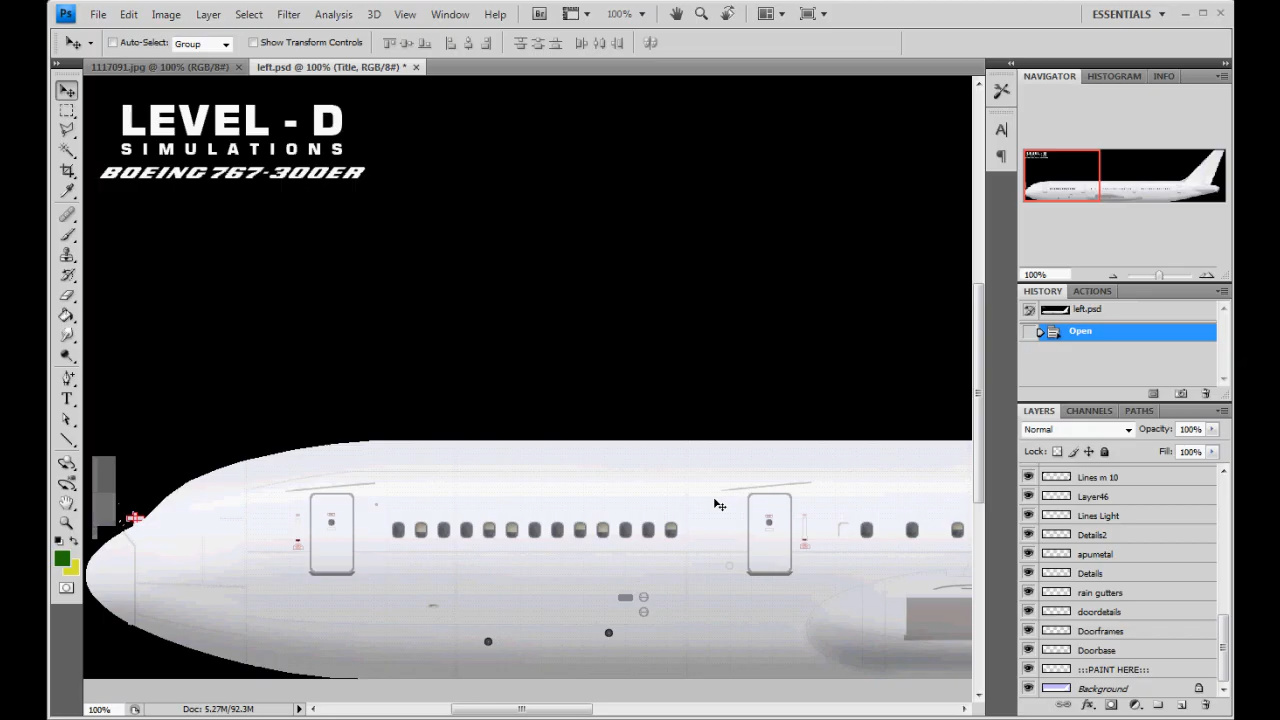 Ps File Edit Image Layer Select Filter Analysis 3D View Window Help Br 100% ESSENTIALS
Auto-Select: Group Show Transform Controls
1117091.jpg @ 100% (RGB/8#) left.psd @ 100% (Title, RGB/8#) *
LEVEL - D
SIMULATIONS
BOEING 767-300ER
NAVIGATOR HISTOGRAM INFO
100%
HISTORY ACTIONS
left.psd
Open
LAYERS CHANNELS PATHS
Normal Opacity: 100%
Lock: Fill: 100%
Lines m 10
Layer46
Lines Light
Details2
apumetal
Details
rain gutters
doordetails
Doorframes
Doorbase
:::PAINT HERE:::
Background
100% Doc: 5.27M/92.3M